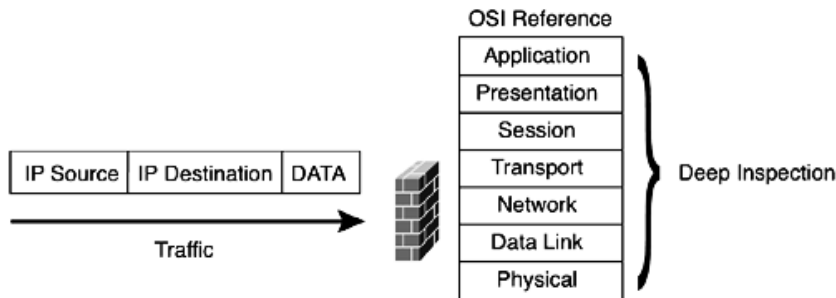 OSI Reference
Application
Presentation
Session
Transport
Network
Data Link
Physical
IP Source IP Destination DATA
Traffic
Deep Inspection